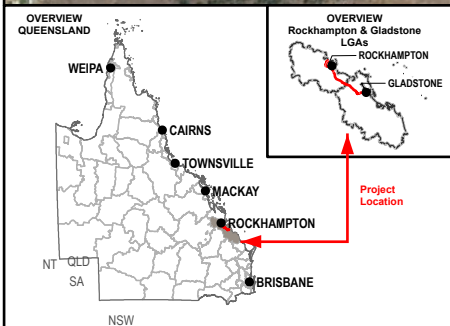 OVERVIEW
QUEENSLAND
WEIPA
CAIRNS
TOWNSVILLE
MACKAY
ROCKHAMPTON
BRISBANE
NT QLD
SA
NSW
OVERVIEW
Rockhampton & Gladstone
LGAs
ROCKHAMPTON
GLADSTONE
Project
Location